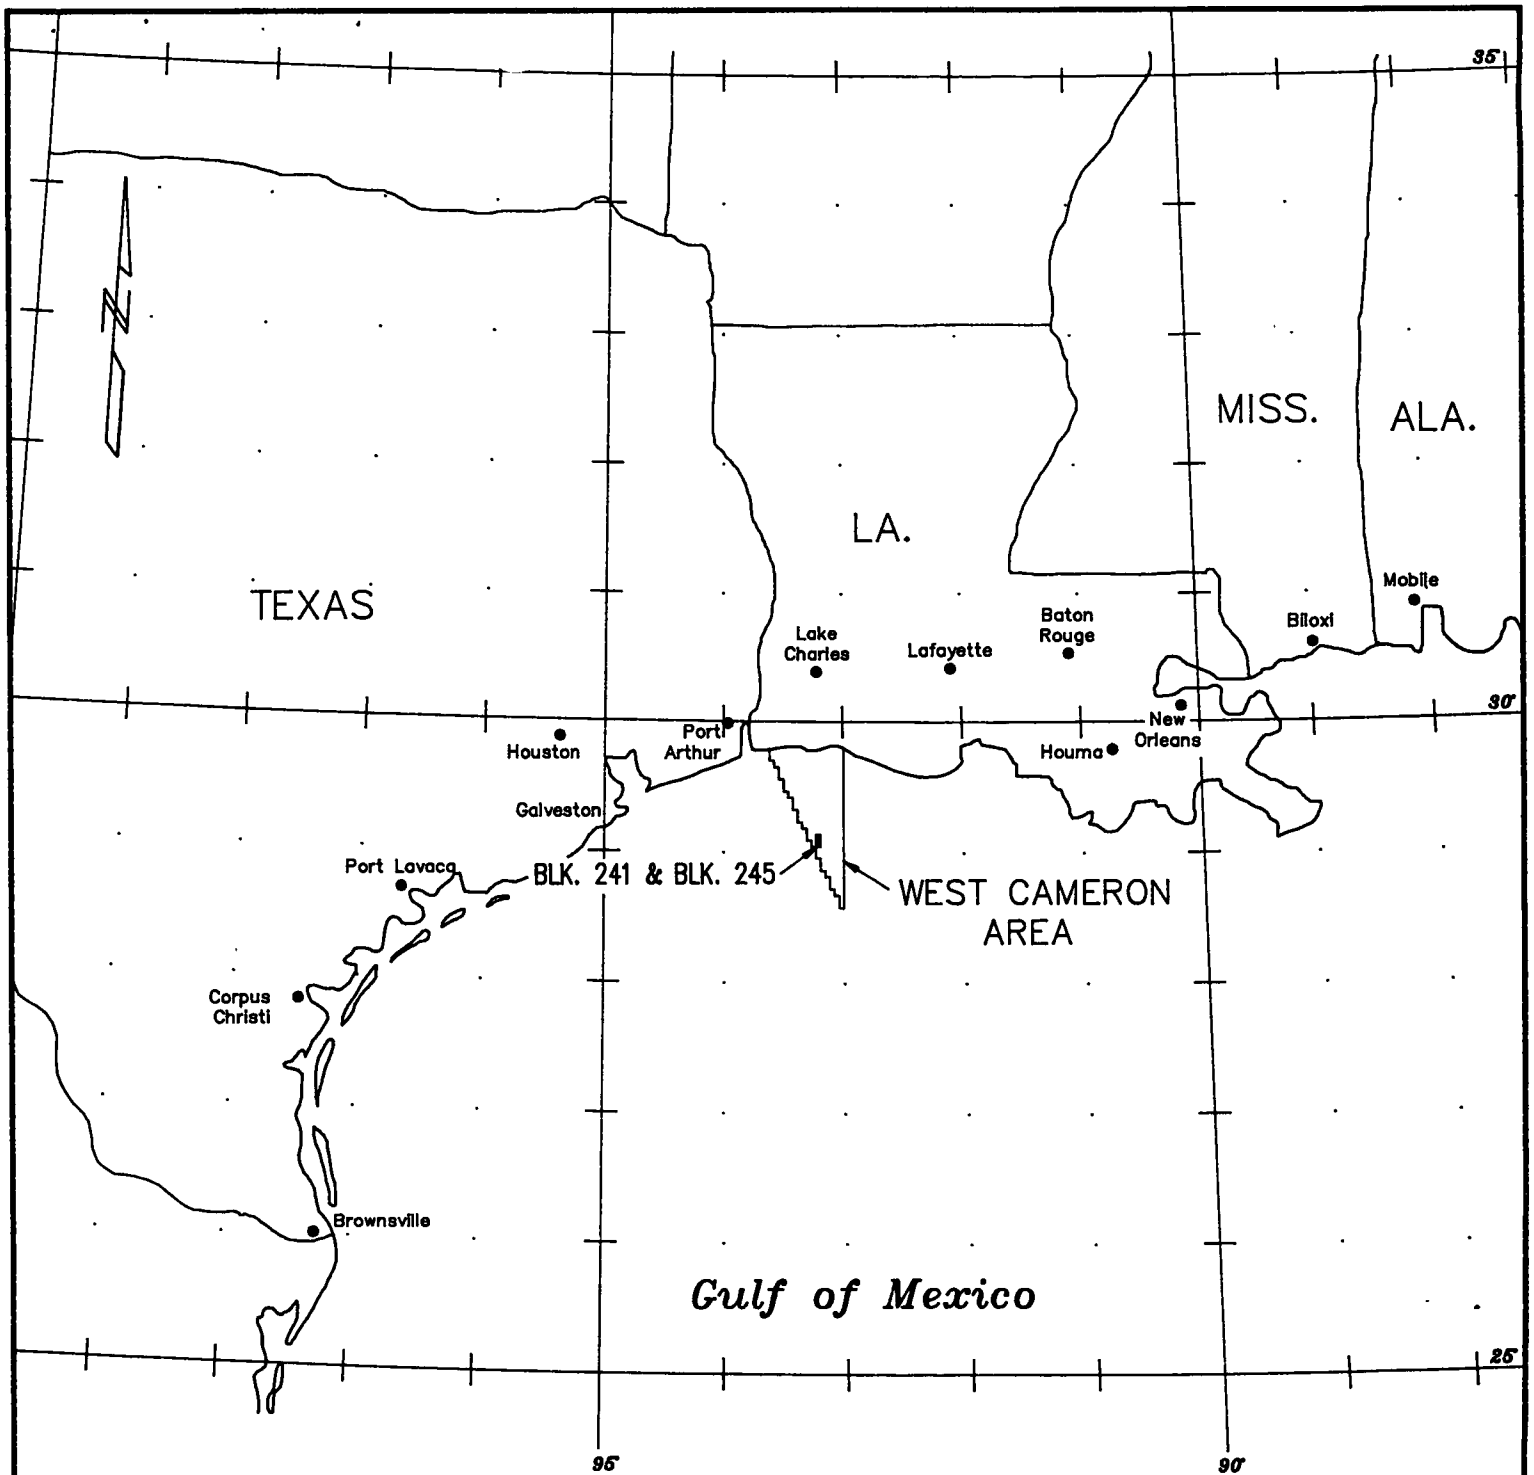 35°
N
MISS.
ALA.
LA.
TEXAS
Mobile
Biloxi
Baton
Rouge
Lake
Charles
Lafayette
30°
New
Orleans
Houma
Port
Arthur
Houston
Galveston
Port Lavaca
BLK. 241 & BLK. 245
WEST CAMERON
AREA
Corpus
Christi
Brownsville
Gulf of Mexico
25°
95°
90°